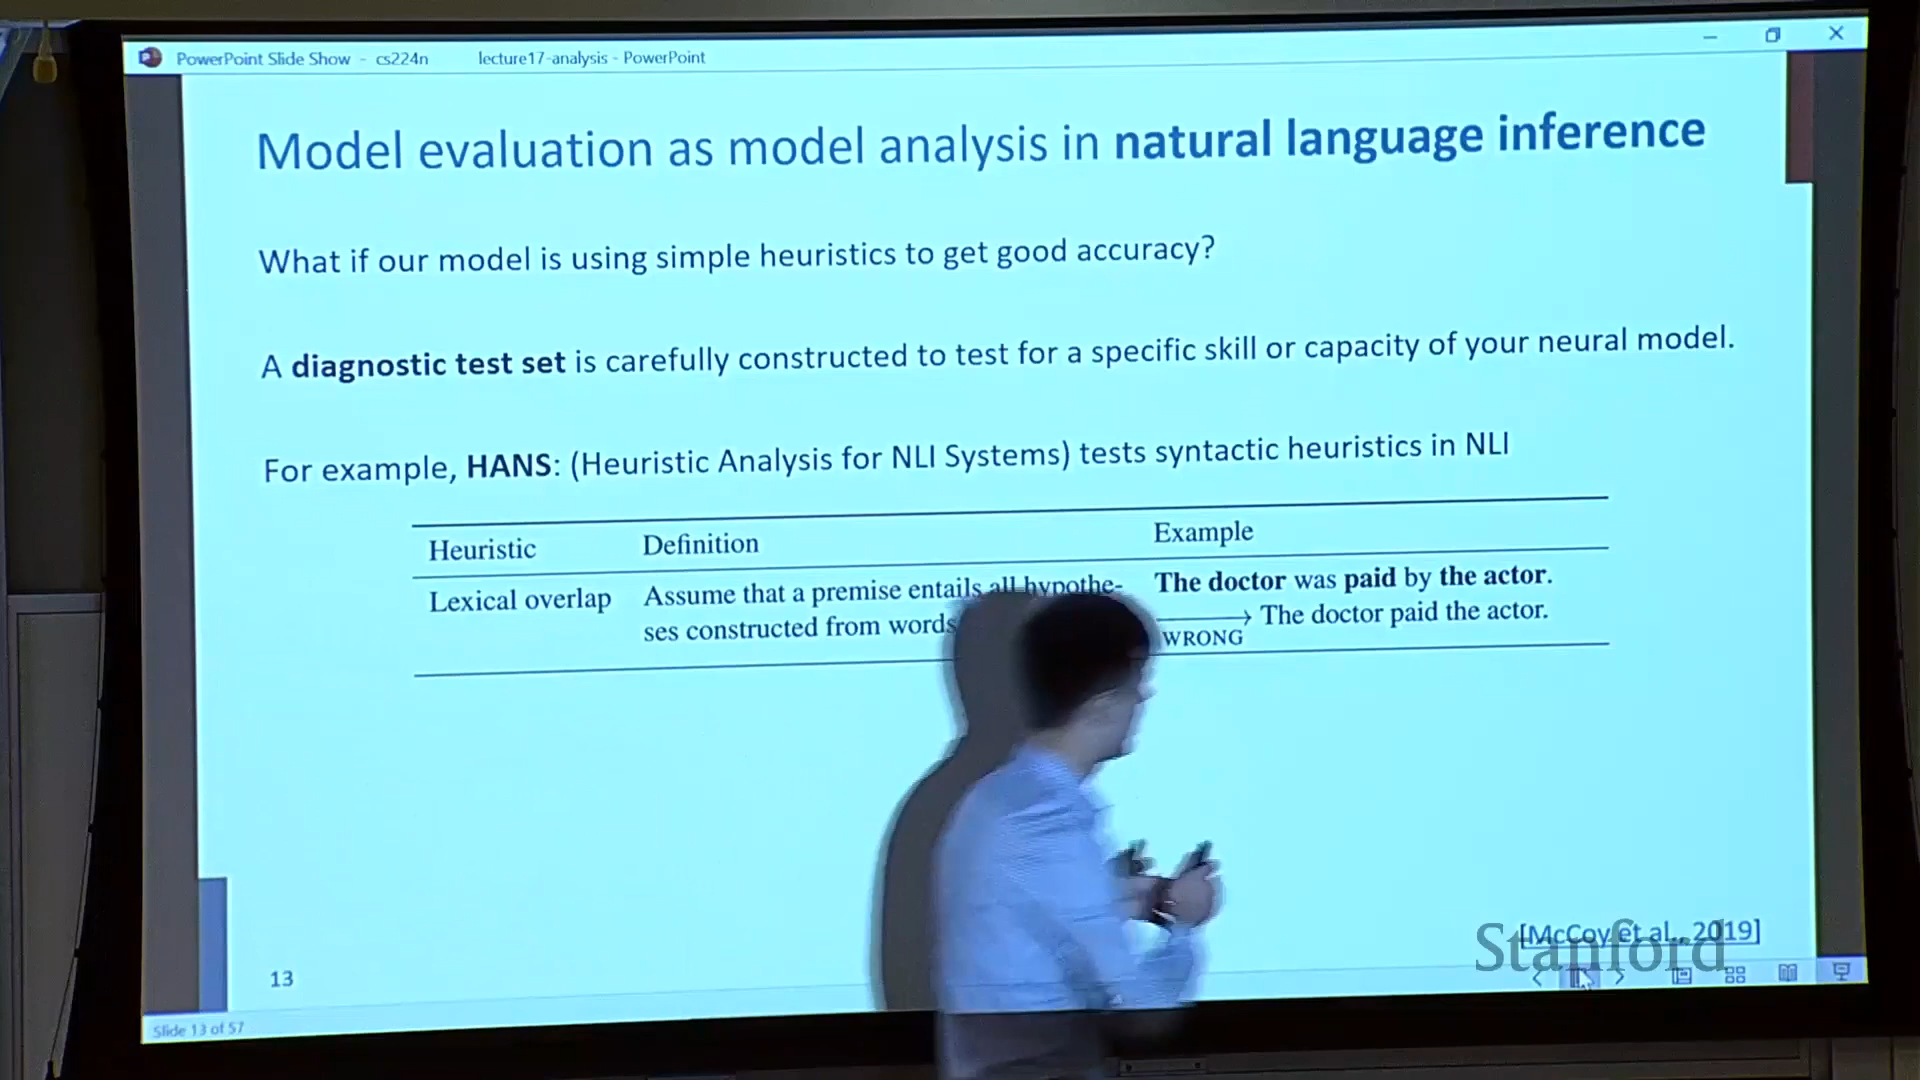 PowerPoint Slide Show - cs224n lecture17-analysis - PowerPoint
Model evaluation as model analysis in natural language inference
What if our model is using simple heuristics to get good accuracy?
A diagnostic test set is carefully constructed to test for a specific skill or capacity of your neural model.
For example, HANS: (Heuristic Analysis for NLI Systems) tests syntactic heuristics in NLI
Heuristic Definition Example
Lexical overlap Assume that a premise entails all hypothe- The doctor was paid by the actor.
ses constructed from words → The doctor paid the actor.
WRONG
[McCoy et al., 2019]
Stanford
13
Slide 13 of 57